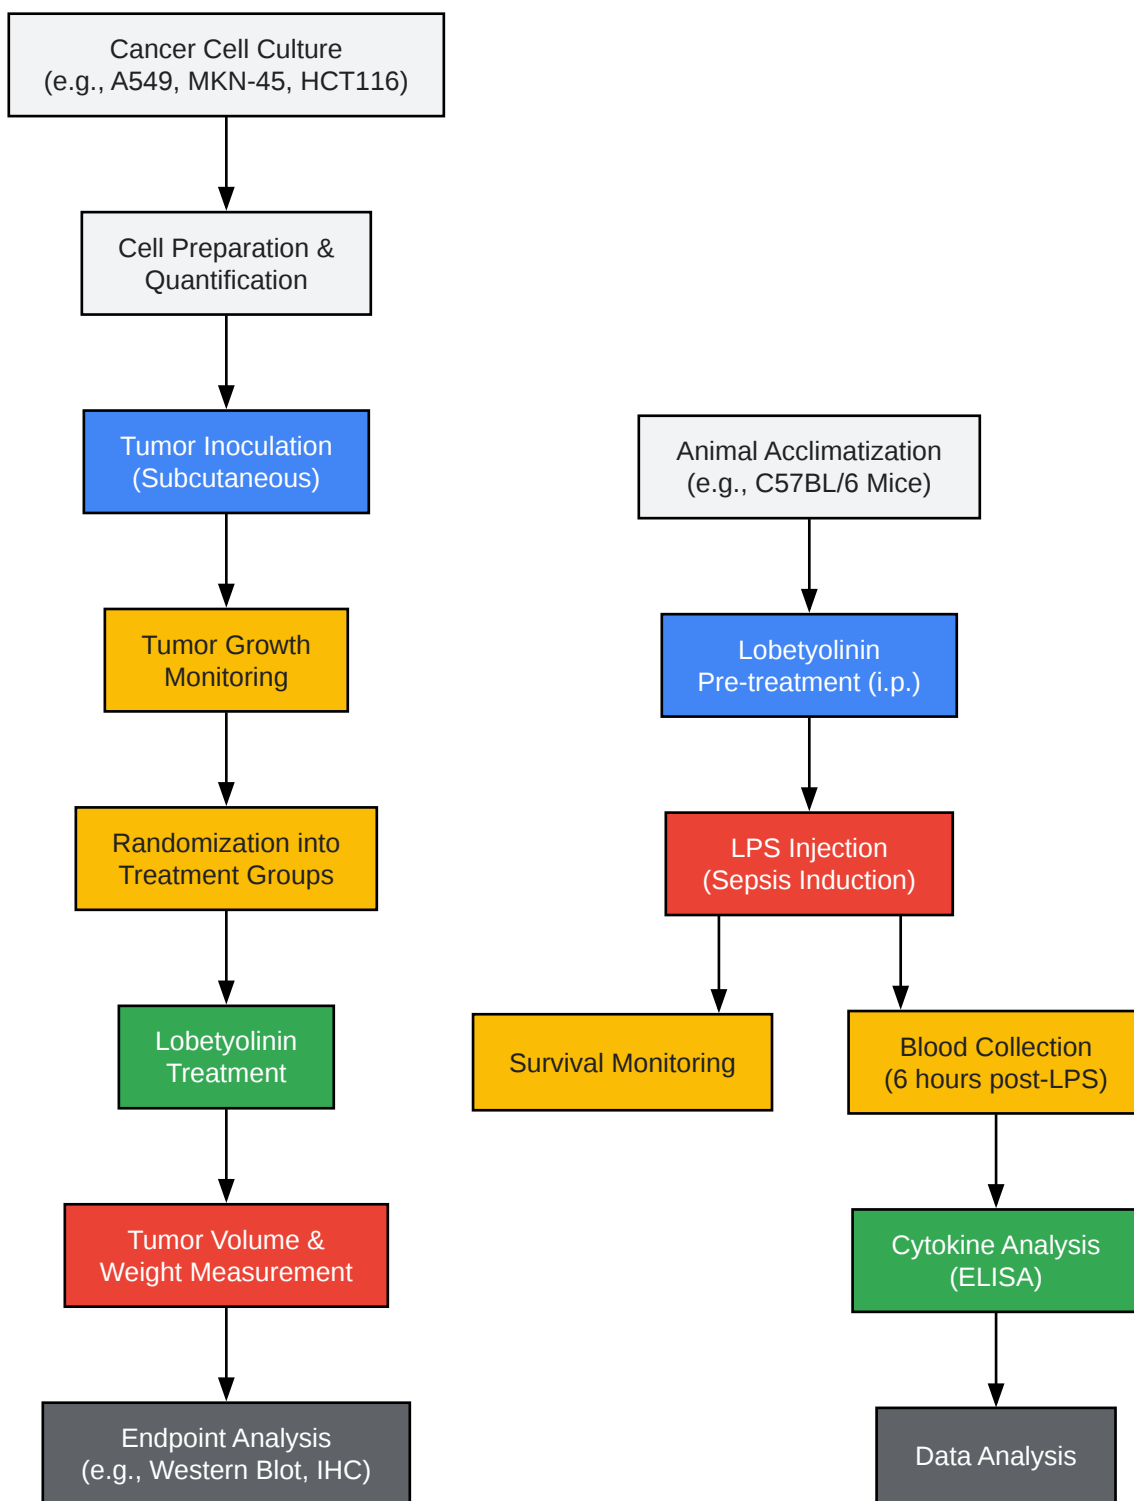 Cancer Cell Culture
(e.g., A549, MKN-45, HCT116)
Cell Preparation &
Quantification
Tumor Inoculation
(Subcutaneous)
Tumor Growth
Monitoring
Randomization into
Treatment Groups
Lobetyolinin
Treatment
Tumor Volume &
Weight Measurement
Endpoint Analysis
(e.g., Western Blot, IHC)
Animal Acclimatization
(e.g., C57BL/6 Mice)
Lobetyolinin
Pre-treatment (i.p.)
LPS Injection
(Sepsis Induction)
Survival Monitoring
Blood Collection
(6 hours post-LPS)
Cytokine Analysis
(ELISA)
Data Analysis